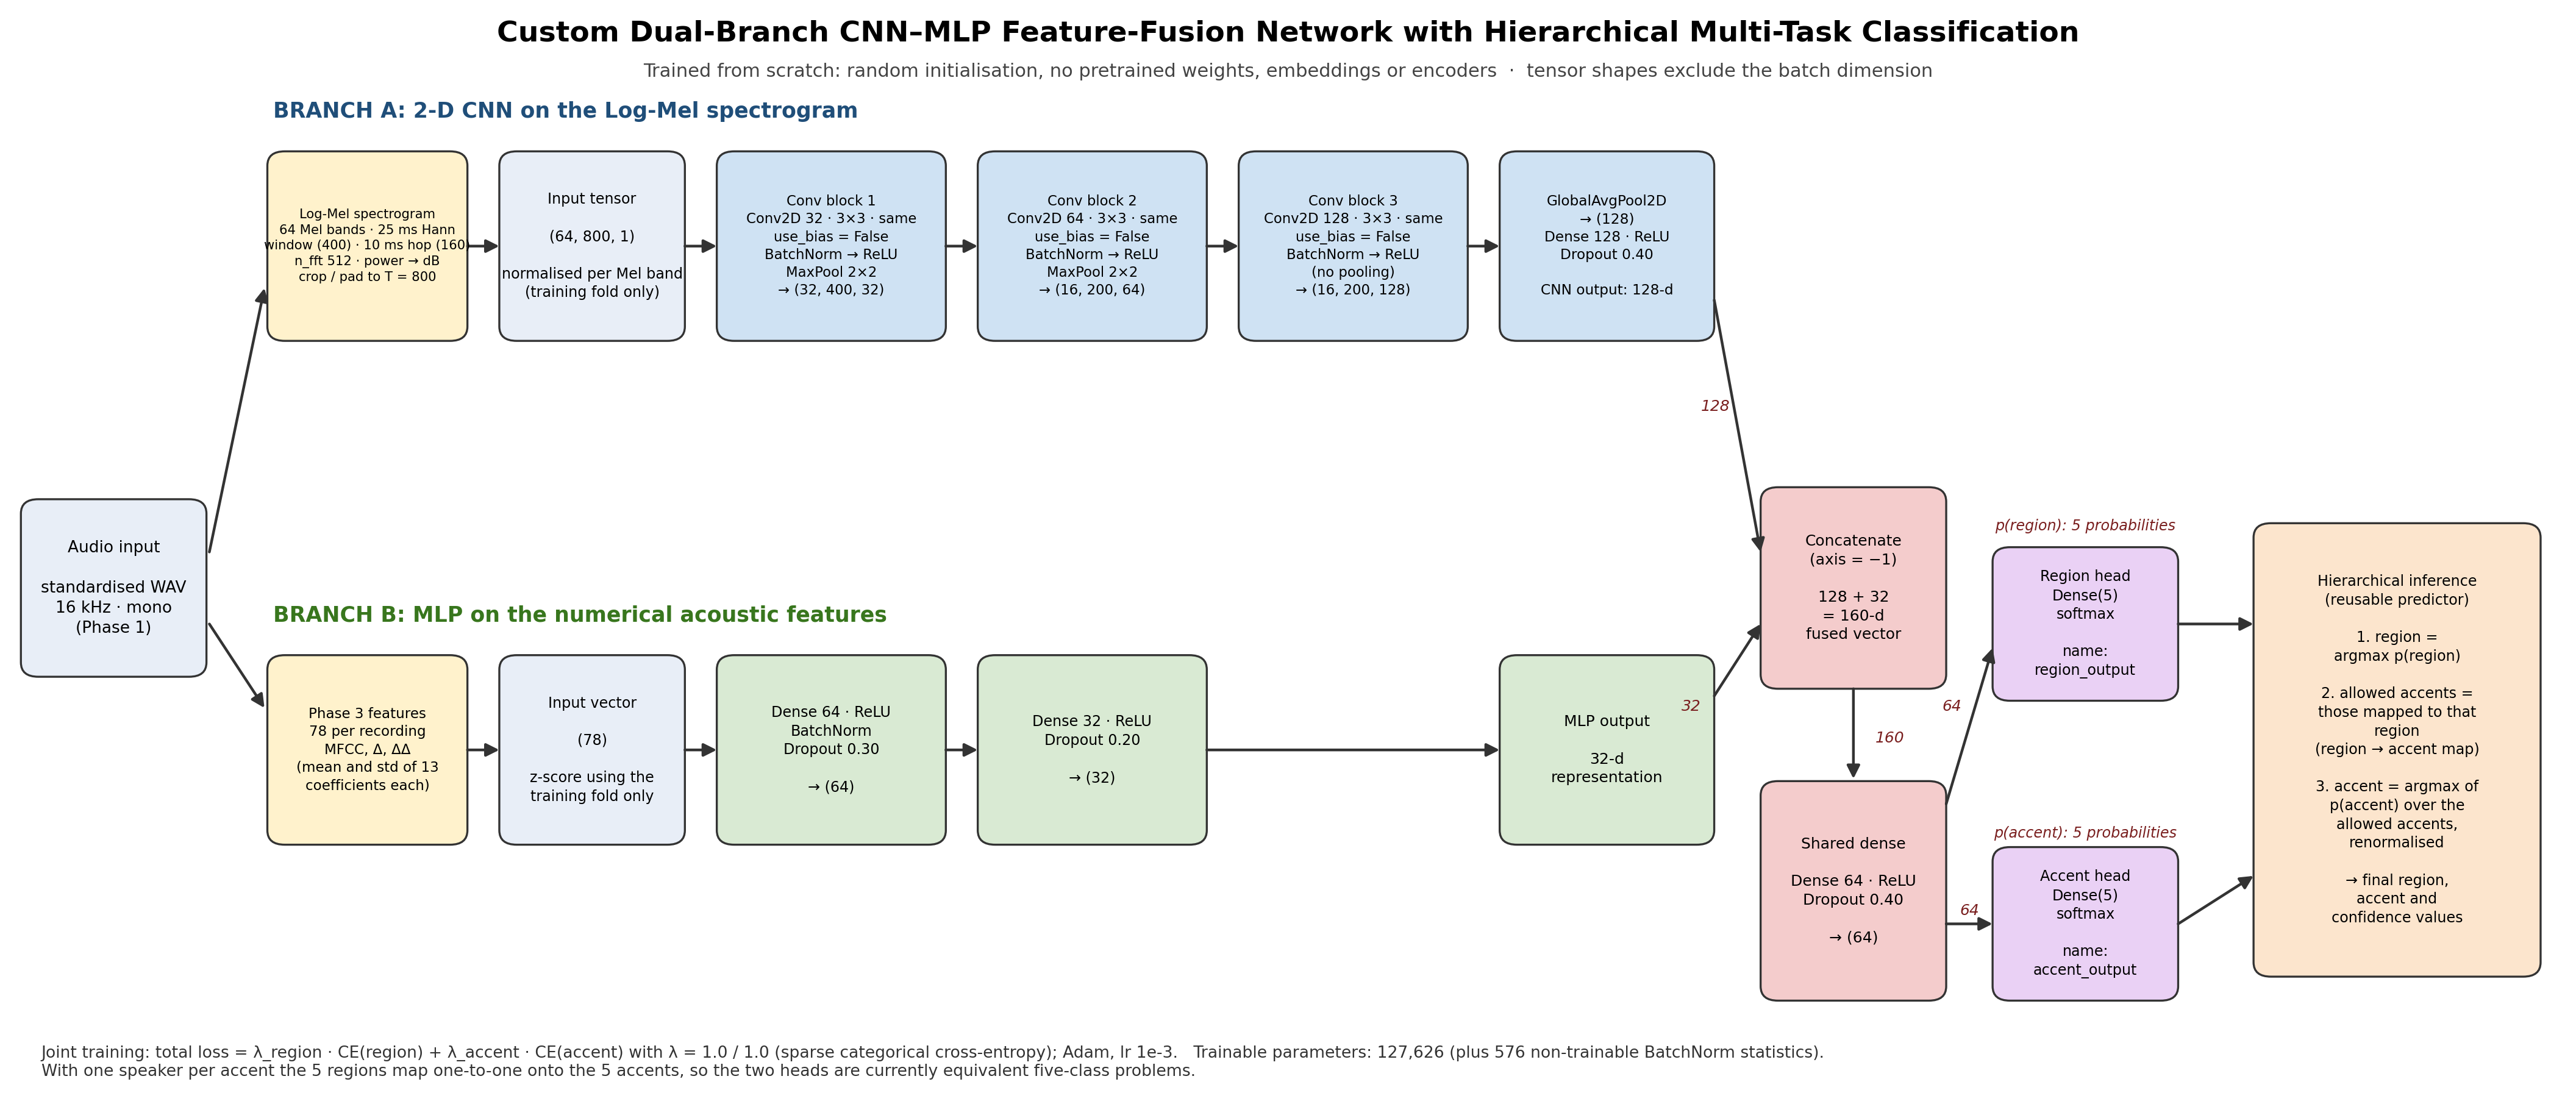 Custom Dual-Branch CNN–MLP Feature-Fusion Network with Hierarchical Multi-Task Classification
Trained from scratch: random initialisation, no pretrained weights, embeddings or encoders · tensor shapes exclude the batch dimension
BRANCH A: 2-D CNN on the Log-Mel spectrogram
Log-Mel spectrogram
64 Mel bands · 25 ms Hann
window (400) · 10 ms hop (160)
n_fft 512 · power → dB
crop / pad to T = 800
Input tensor
(64, 800, 1)
normalised per Mel band
(training fold only)
Conv block 1
Conv2D 32 · 3×3 · same
use_bias = False
BatchNorm → ReLU
MaxPool 2×2
→ (32, 400, 32)
Conv block 2
Conv2D 64 · 3×3 · same
use_bias = False
BatchNorm → ReLU
MaxPool 2×2
→ (16, 200, 64)
Conv block 3
Conv2D 128 · 3×3 · same
use_bias = False
BatchNorm → ReLU
(no pooling)
→ (16, 200, 128)
GlobalAvgPool2D
→ (128)
Dense 128 · ReLU
Dropout 0.40
CNN output: 128-d
128
Audio input
standardised WAV
16 kHz · mono
(Phase 1)
BRANCH B: MLP on the numerical acoustic features
Phase 3 features
78 per recording
MFCC, Δ, ΔΔ
(mean and std of 13
coefficients each)
Input vector
(78)
z-score using the
training fold only
Dense 64 · ReLU
BatchNorm
Dropout 0.30
→ (64)
Dense 32 · ReLU
Dropout 0.20
→ (32)
MLP output
32-d
representation
32
Concatenate
(axis = −1)
128 + 32
= 160-d
fused vector
160
Shared dense
Dense 64 · ReLU
Dropout 0.40
→ (64)
64
64
p(region): 5 probabilities
Region head
Dense(5)
softmax
name:
region_output
p(accent): 5 probabilities
Accent head
Dense(5)
softmax
name:
accent_output
Hierarchical inference
(reusable predictor)
1. region =
argmax p(region)
2. allowed accents =
those mapped to that
region
(region → accent map)
3. accent = argmax of
p(accent) over the
allowed accents,
renormalised
→ final region,
accent and
confidence values
Joint training: total loss = λ_region · CE(region) + λ_accent · CE(accent) with λ = 1.0 / 1.0 (sparse categorical cross-entropy); Adam, lr 1e-3. Trainable parameters: 127,626 (plus 576 non-trainable BatchNorm statistics).
With one speaker per accent the 5 regions map one-to-one onto the 5 accents, so the two heads are currently equivalent five-class problems.